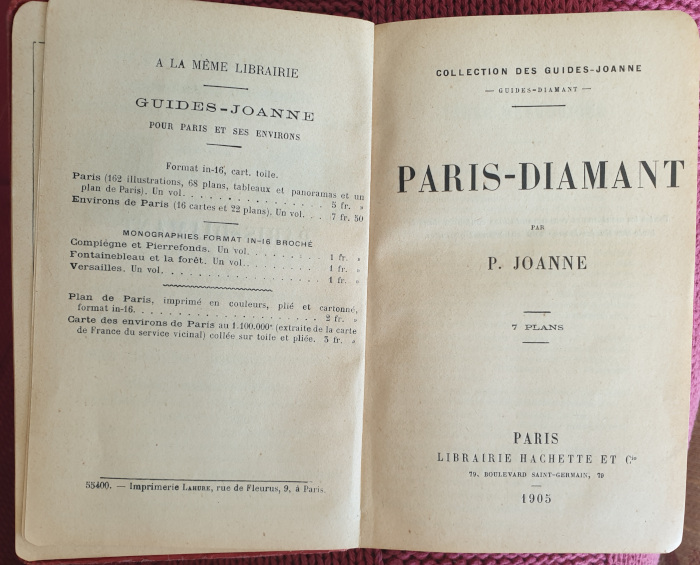 A LA MÊME LIBRAIRIE
GUIDES-JOANNE
POUR PARIS ET SES ENVIRONS
Format in-16, cart. toile.
Paris (162 illustrations, 68 plans, tableaux et panoramas et un
plan de Paris). Un vol. . . . . . . . . . . . . . . 5 fr. »
Environs de Paris (16 cartes et 22 plans). Un vol. . . . 7 fr. 50
MONOGRAPHIES FORMAT IN-16 BROCHÉ
Compiègne et Pierrefonds. Un vol. . . . . . . . . . 1 fr. »
Fontainebleau et la forêt. Un vol. . . . . . . . . . 1 fr. »
Versailles. Un vol. . . . . . . . . . . . . . . . . 1 fr. »
Plan de Paris, imprimé en couleurs, plié et cartonné,
format in-16. . . . . . . . . . . . . . . . . . 2 fr. »
Carte des environs de Paris au 1.100.000e (extraite de la carte
de France du service vicinal) collée sur toile et pliée. 3 fr. »
55400. — Imprimerie LAHURE, rue de Fleurus, 9, à Paris.
COLLECTION DES GUIDES-JOANNE
— GUIDES-DIAMANT —
PARIS-DIAMANT
PAR
P. JOANNE
7 PLANS
PARIS
LIBRAIRIE HACHETTE ET Cie
79, BOULEVARD SAINT-GERMAIN, 79
1905